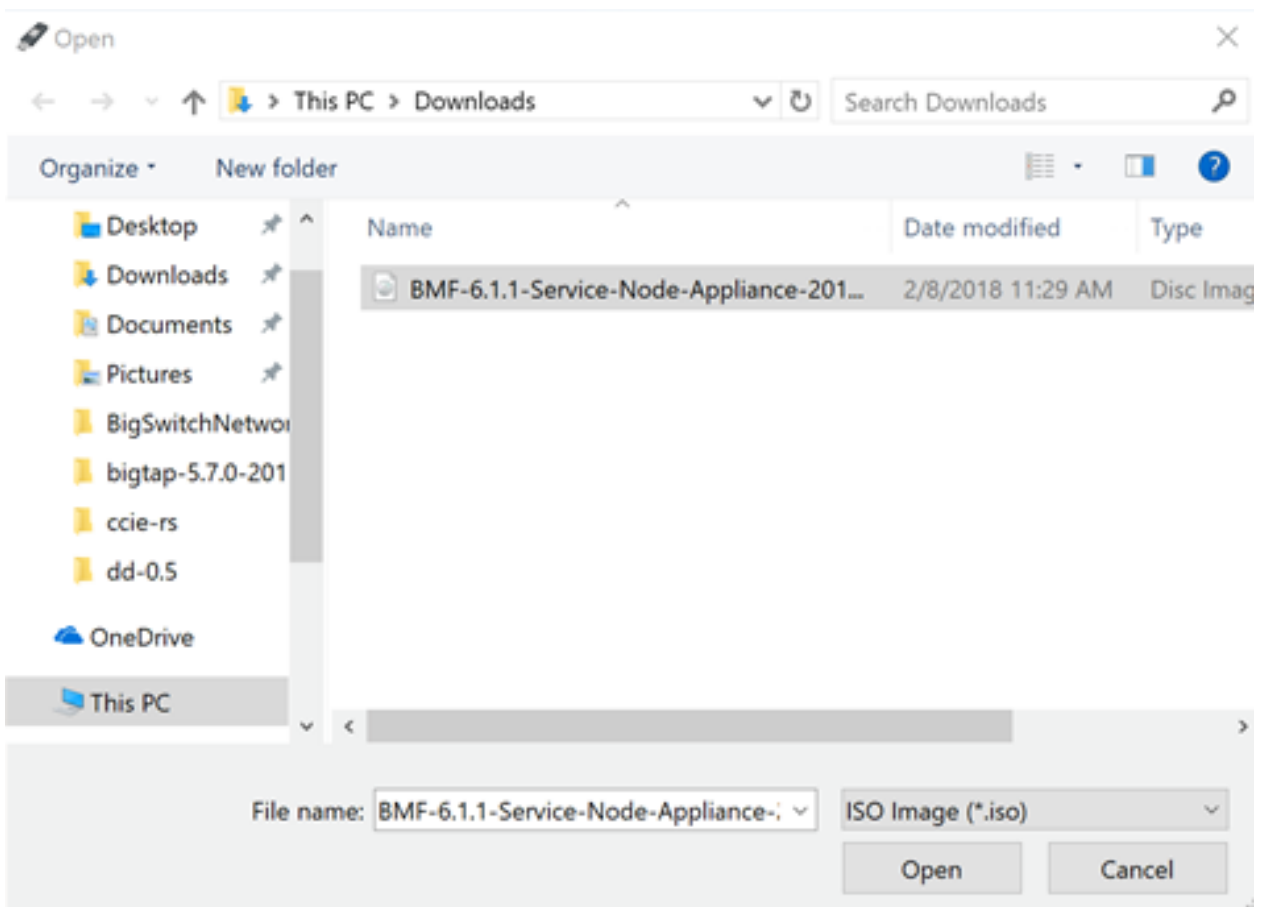 Open
This PC > Downloads
Search Downloads
Organize
New folder
?
Name
Date modified
Type
Desktop
Downloads
Documents
Pictures
BigSwitchNetwor
bigtap-5.7.0-201
ccie-rs
dd-0.5
OneDrive
This PC
BMF-6.1.1-Service-Node-Appliance-201... 2/8/2018 11:29 AM Disc Imag
File name: BMF-6.1.1-Service-Node-Appliance-
ISO Image (*.iso)
Open
Cancel